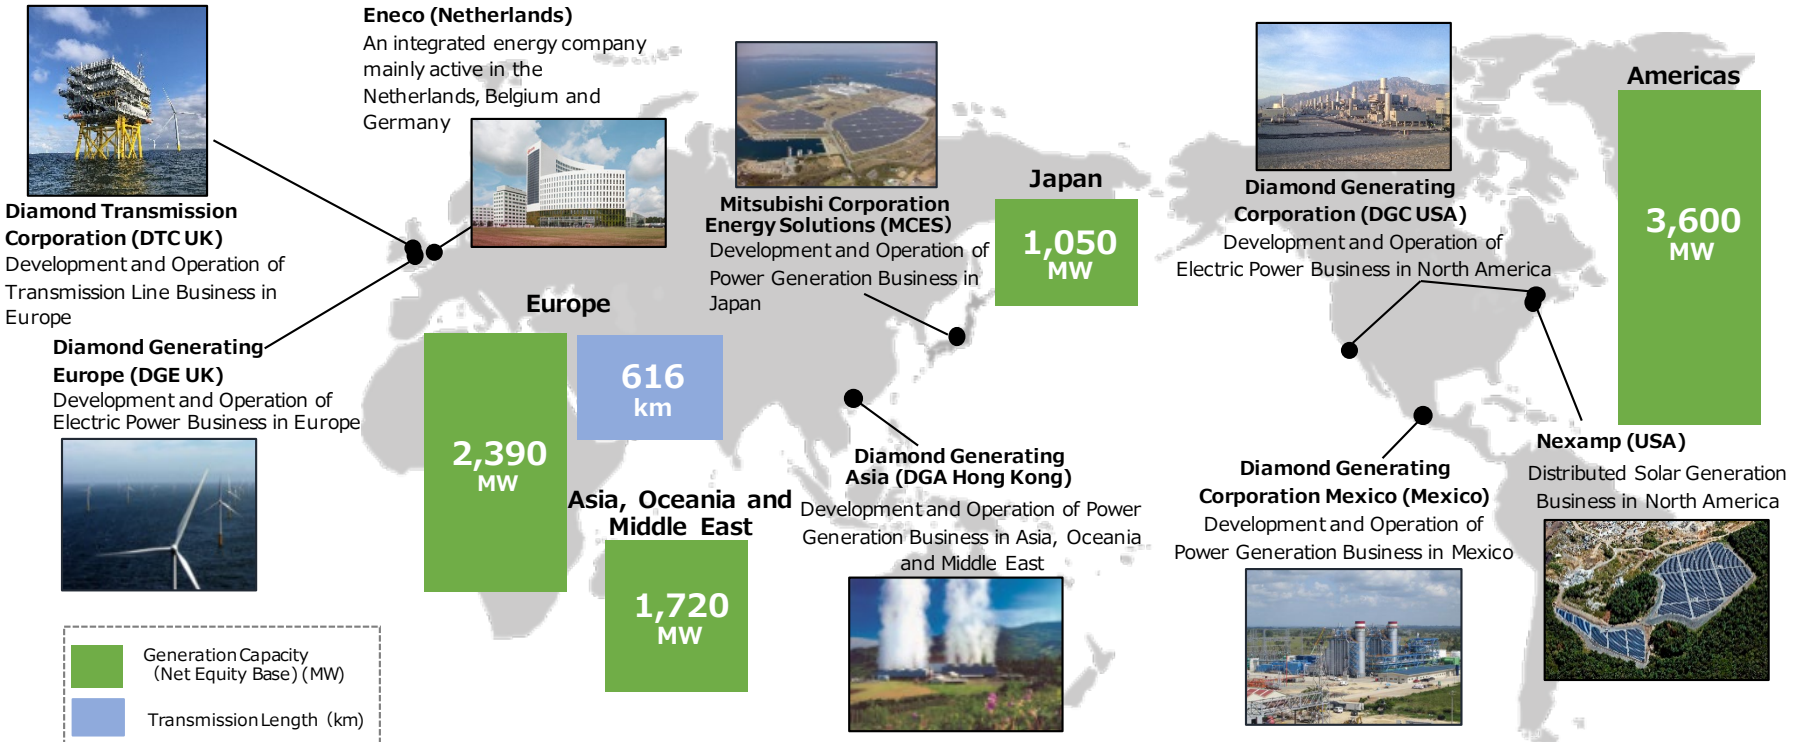 Eneco (Netherlands)
An integrated energy company
mainly active in the
Netherlands, Belgium and
Germany
Diamond Transmission
Corporation (DTC UK)
Development and Operation of
Transmission Line Business in
Europe
Diamond Generating
Europe (DGE UK)
Development and Operation of
Electric Power Business in Europe
Europe
2,390
MW
616
km
Asia, Oceania and
Middle East
1,720
MW
Mitsubishi Corporation
Energy Solutions (MCES)
Development and Operation of
Power Generation Business in
Japan
Japan
1,050
MW
Diamond Generating
Asia (DGA Hong Kong)
Development and Operation of Power
Generation Business in Asia, Oceania
and Middle East
Diamond Generating
Corporation (DGC USA)
Development and Operation of
Electric Power Business in North America
Americas
3,600
MW
Diamond Generating
Corporation Mexico (Mexico)
Development and Operation of
Power Generation Business in Mexico
Nexamp (USA)
Distributed Solar Generation
Business in North America
Generation Capacity
（Net Equity Base) (MW)
Transmission Length（km)